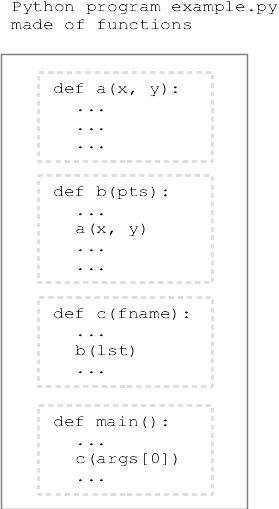 Python program example.py
made of functions
def a(x, y):
...
...
...
def b(pts):
...
a(x, y)
...
...
def c(fname):
...
b(lst)
...
def main():
...
c(args[0])
...